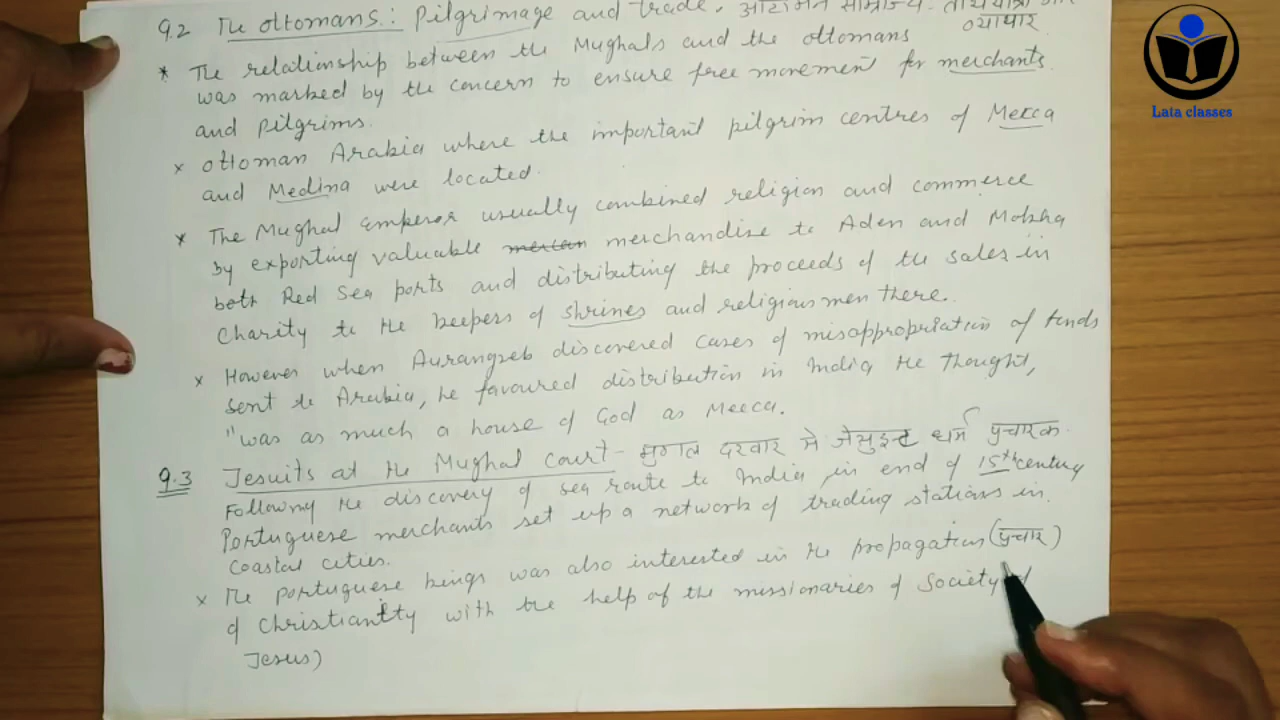 9.2 The Ottomans: Pilgrimage and trade.
व्यापार
* The relationship between the Mughals and the Ottomans
was marked by the concern to ensure free movement for merchants
and pilgrims.
x Ottoman Arabia where the important pilgrim centres of Mecca
and Medina were located.
* The Mughal emperor usually combined religion and commerce
by exporting valuable merchandise to Aden and Mokha
both Red Sea ports and distributing the proceeds of the sales in
charity to the keepers of shrines and religious men there.
x However when Aurangzeb discovered cases of misappropriation of funds
sent to Arabia, he favoured distribution in India He thought,
"was as much a house of God as Mecca.
9.3 Jesuits at the Mughal Court - मुगल दरबार मे जेसुइट धर्म प्रचारक
Following the discovery of sea route to India in end of 15th century
Portuguese merchants set up a network of trading stations in
coastal cities.
x The portuguese kings was also interested in the propagation (प्रचार)
of Christianity with the help of the missionaries of Society of
Jesus)
Lata classes